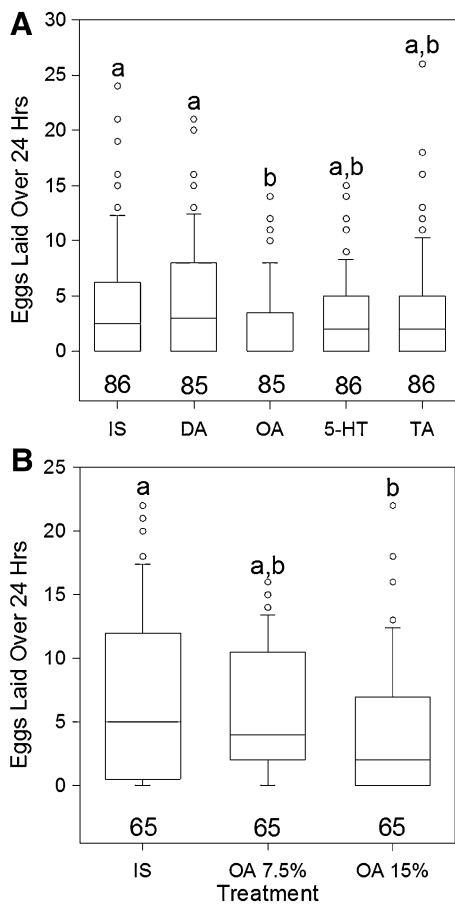 A
Eggs Laid Over 24 Hrs
30
25
20
15
10
5
0
a a b a,b a,b
86 85 85 86 86
IS DA OA 5-HT TA
B
Eggs Laid Over 24 Hrs
25
20
15
10
5
0
a a,b b
65 65 65
IS OA 7.5% OA 15%
Treatment